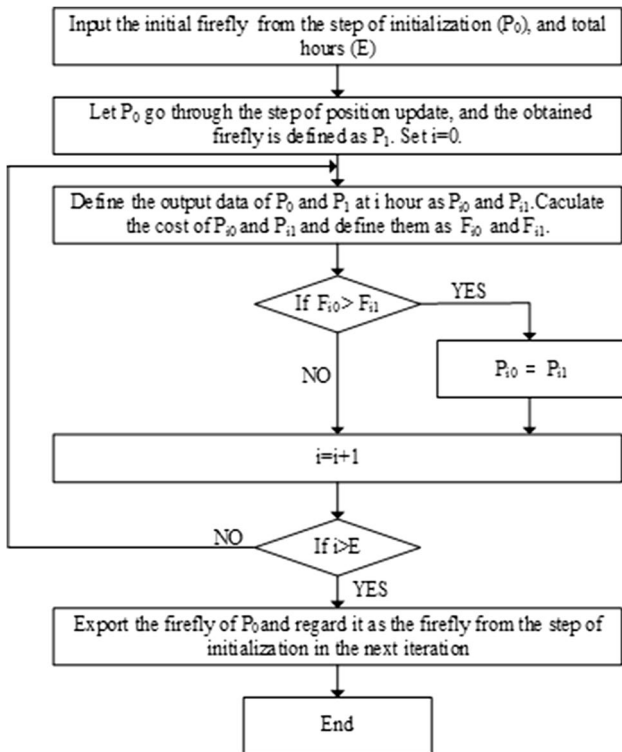 Input the initial firefly from the step of initialization (P₀), and total
hours (E)
Let P₀ go through the step of position update, and the obtained
firefly is defined as P₁. Set i=0.
Define the output data of P₀ and P₁ at i hour as Pᵢ₀ and Pᵢ₁.Caculate
the cost of Pᵢ₀ and Pᵢ₁ and define them as Fᵢ₀ and Fᵢ₁.
If Fᵢ₀> Fᵢ₁
YES
Pᵢ₀ = Pᵢ₁
NO
i=i+1
NO
If i>E
YES
Export the firefly of P₀and regard it as the firefly from the step of
initialization in the next iteration
End